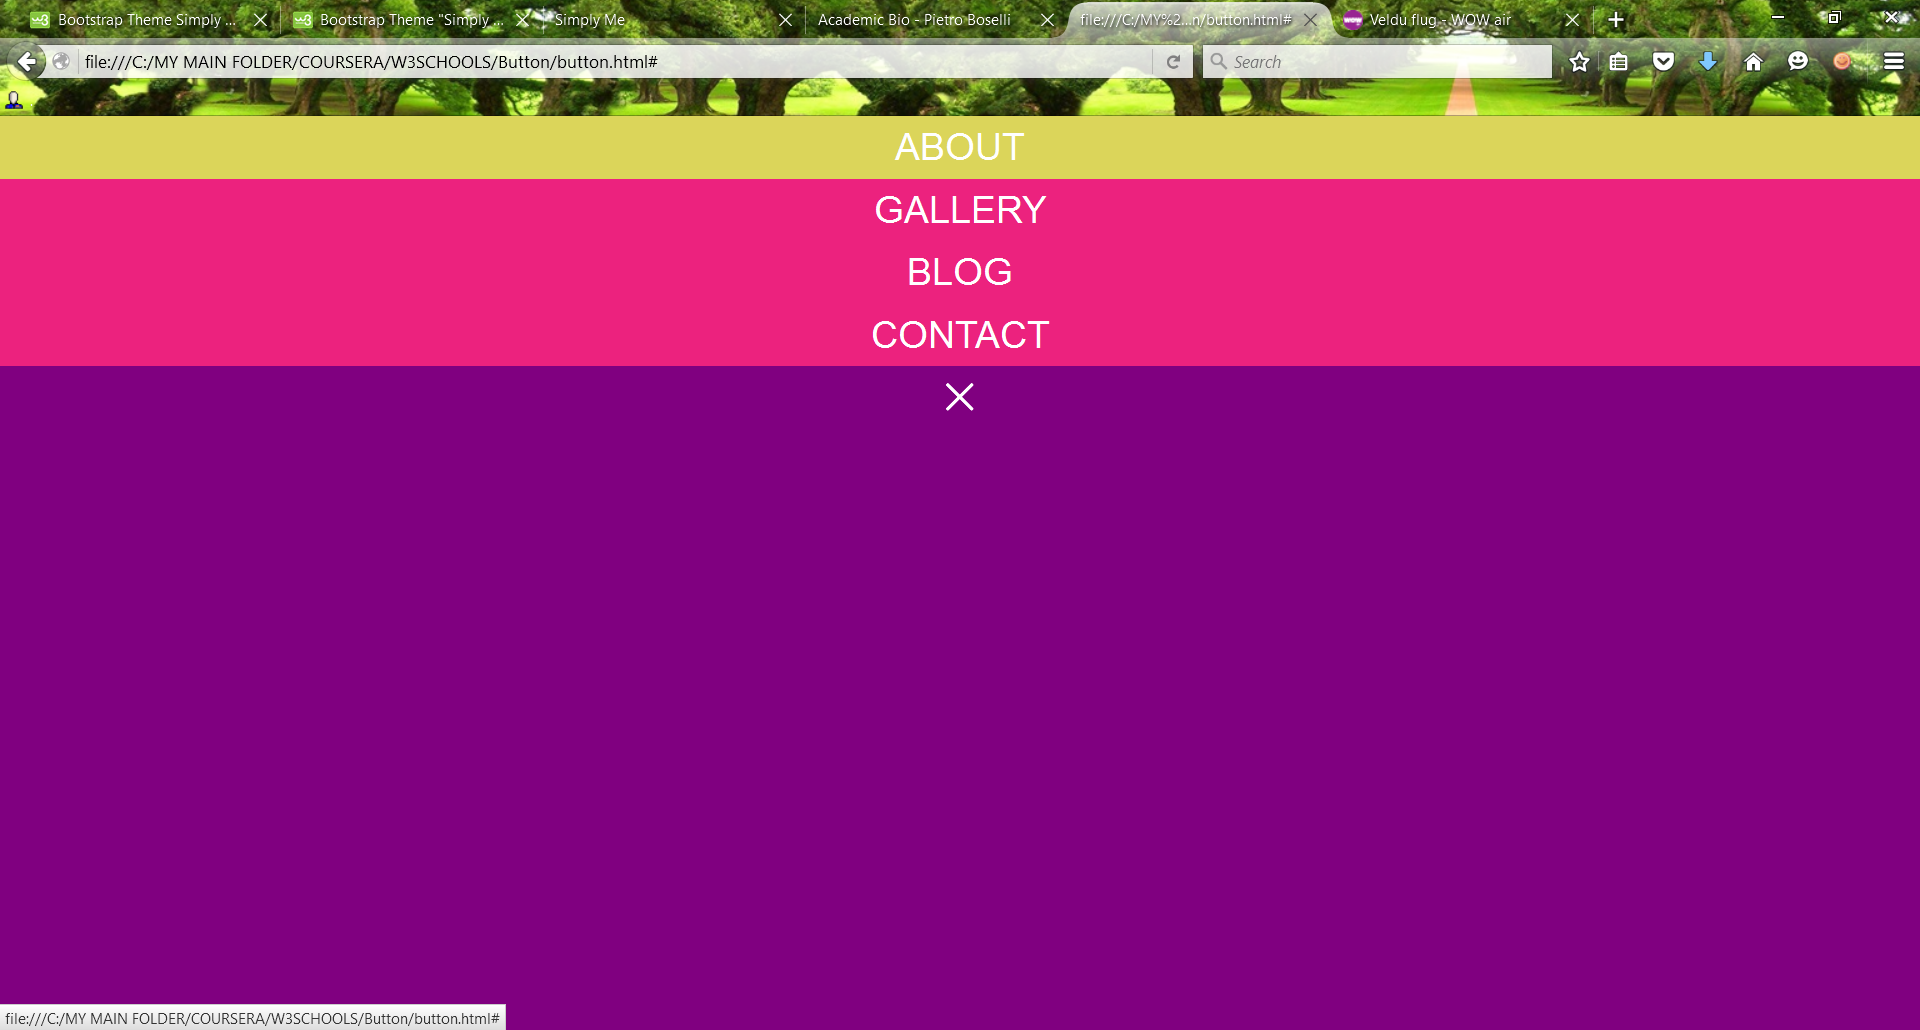 Bootstrap Theme Simply ...
Bootstrap Theme "Simply ...
Simply Me
Academic Bio - Pietro Boselli
file:///C:/MY%2...n/button.html#
WOW
Veldu flug - WOW air
file:///C:/MY MAIN FOLDER/COURSERA/W3SCHOOLS/Button/button.html#
Search
ABOUT
GALLERY
BLOG
CONTACT
file:///C:/MY MAIN FOLDER/COURSERA/W3SCHOOLS/Button/button.html#